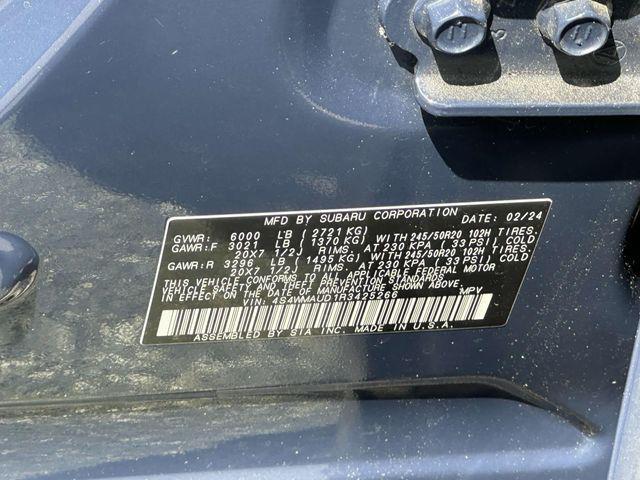 MFD BY SUBARU CORPORATION DATE: 02/24
GVWR: 6000 LB ( 2721 KG)
GAWR:F 3021 LB ( 1370 KG) WITH 245/50R20 102H TIRES,
20X7 1/2J RIMS, AT 230 KPA ( 33 PSI) COLD
GAWR:R 3296 LB ( 1495 KG) WITH 245/50R20 102H TIRES,
20X7 1/2J RIMS, AT 230 KPA ( 33 PSI) COLD
THIS VEHICLE CONFORMS TO ALL APPLICABLE FEDERAL MOTOR
VEHICLE SAFETY AND THEFT PREVENTION STANDARDS IN
EFFECT ON THE DATE OF MANUFACTURE SHOWN ABOVE.
VIN: 4S4WMAUD1R3425266 MPV
ASSEMBLED BY SIA INC. MADE IN U.S.A.